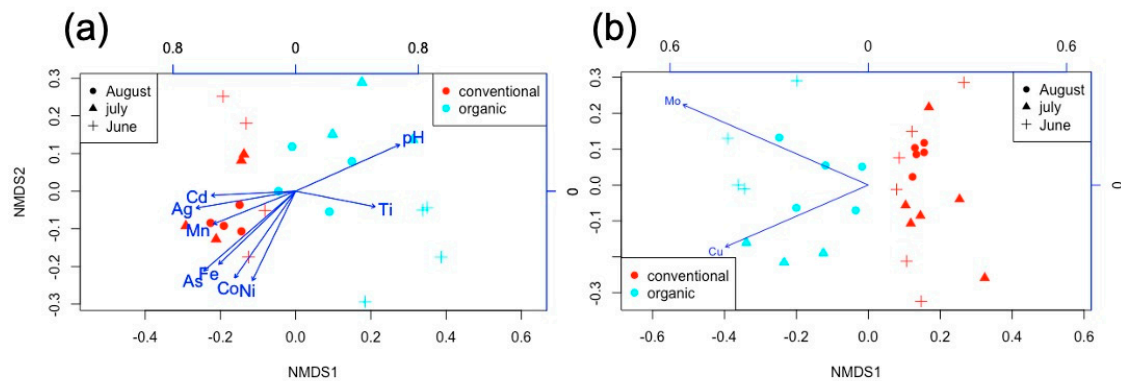 (a)
0.8 0 0.8
August
july
June
conventional
organic
pH
Cd
Ag
Mn
Ti
As Fe Co Ni
NMDS2
0.3
0.2
0.1
0.0
-0.1
-0.2
-0.3
0
-0.6 -0.4 -0.2 0.0 0.2 0.4 0.6
NMDS1
(b)
0.6 0 0.6
Mo
August
july
June
Cu
conventional
organic
0.3
0.1
0.0
-0.1
-0.3
0
-0.6 -0.4 -0.2 0.0 0.2 0.4 0.6
NMDS1